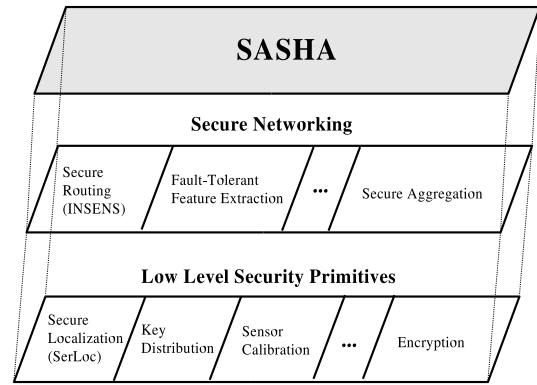 SASHA
Secure Networking
Secure
Routing
(INSENS)
Fault-Tolerant
Feature Extraction
...
Secure Aggregation
Low Level Security Primitives
Secure
Localization
(SerLoc)
Key
Distribution
Sensor
Calibration
...
Encryption